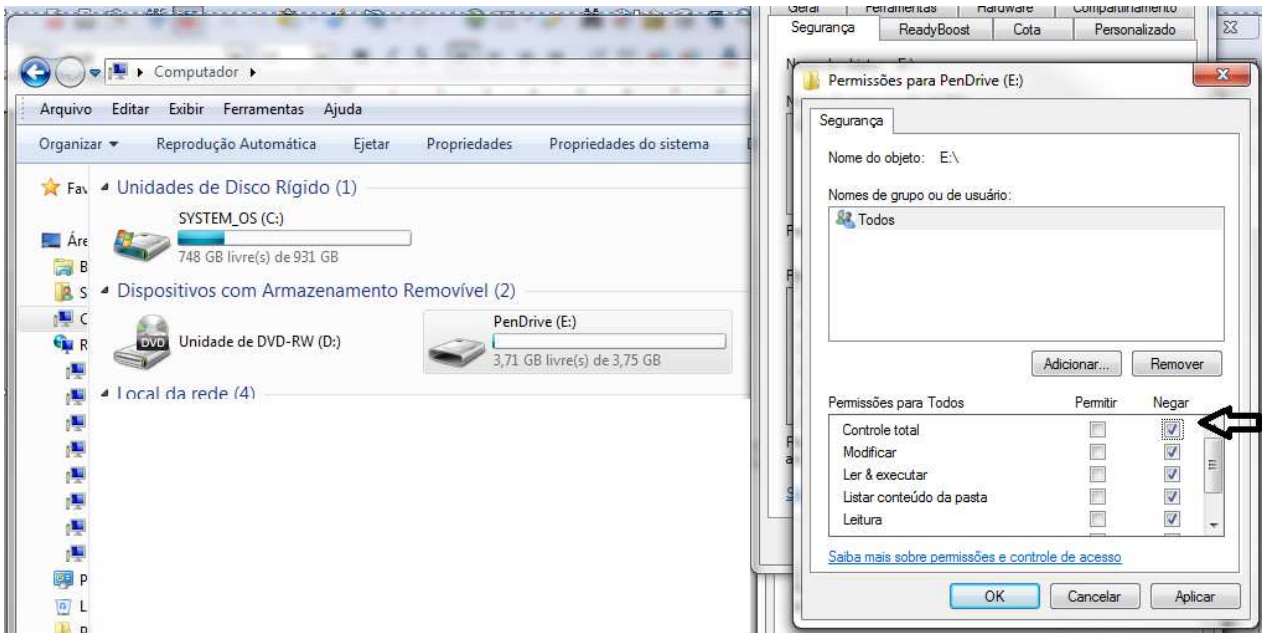 Computador
Arquivo Editar Exibir Ferramentas Ajuda
Organizar Reprodução Automática Ejetar Propriedades Propriedades do sistema
Fav
Áre
B
S
C
R
P
L
Unidades de Disco Rígido (1)
SYSTEM_OS (C:)
748 GB livre(s) de 931 GB
Dispositivos com Armazenamento Removível (2)
DVD
Unidade de DVD-RW (D:)
PenDrive (E:)
3,71 GB livre(s) de 3,75 GB
Local da rede (4)
Geral Ferramentas Hardware Compartilhamento
Segurança ReadyBoost Cota Personalizado
Permissões para PenDrive (E:)
Segurança
Nome do objeto: E:\
Nomes de grupo ou de usuário:
Todos
Adicionar... Remover
Permissões para Todos Permitir Negar
Controle total
Modificar
Ler & executar
Listar conteúdo da pasta
Leitura
Saiba mais sobre permissões e controle de acesso
OK Cancelar Aplicar